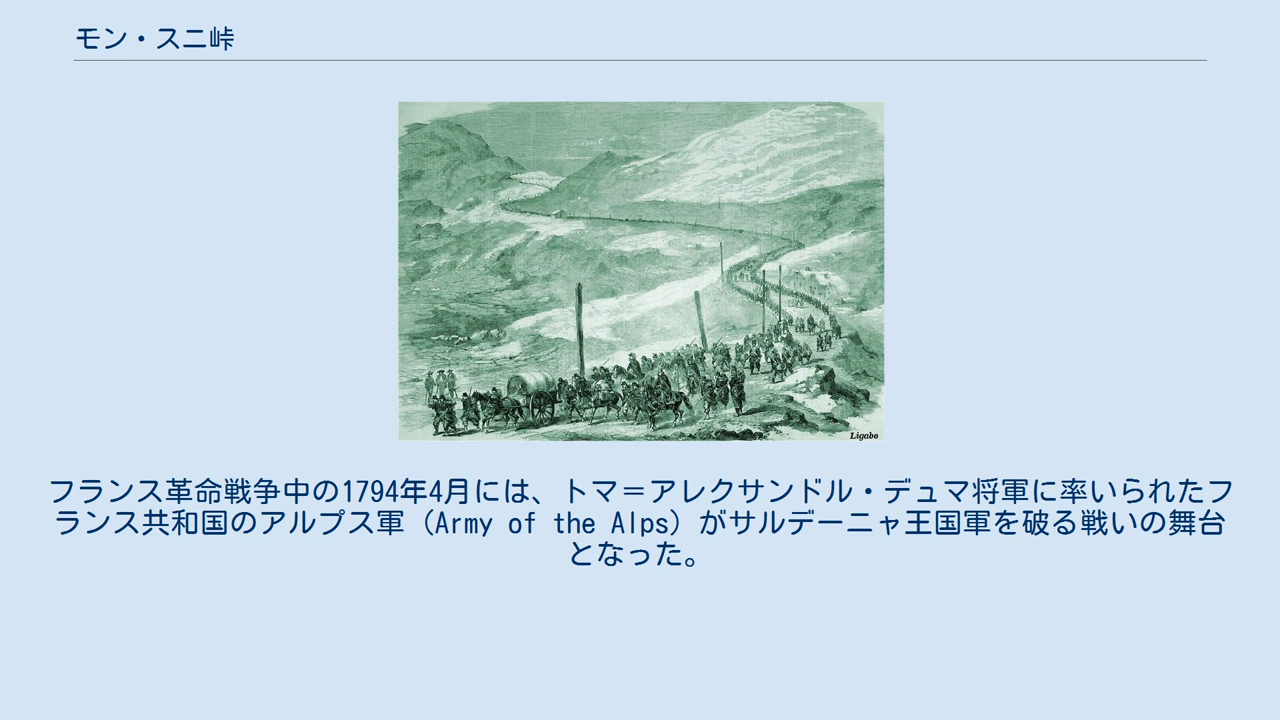 モン・スニ峠
Ligabo
フランス革命戦争中の1794年4月には、トマ＝アレクサンドル・デュマ将軍に率いられたフ
ランス共和国のアルプス軍（Army of the Alps）がサルデーニャ王国軍を破る戦いの舞台
となった。